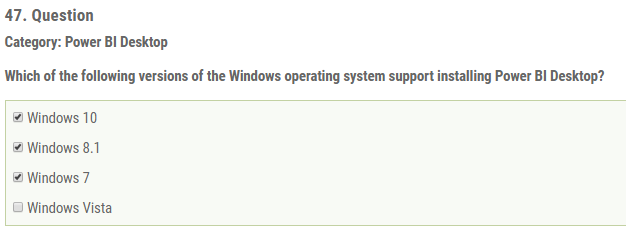 47. Question
Category: Power BI Desktop
Which of the following versions of the Windows operating system support installing Power BI Desktop?
Windows 10
Windows 8.1
Windows 7
Windows Vista